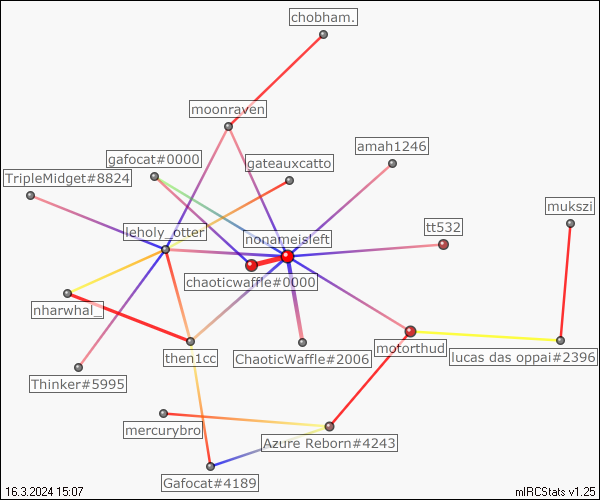 chobham.
moonraven
amah1246
gafocat#0000
gateauxcatto
TripleMidget#8824
mukszi
tt532
leholy_otter
nonameisleft
chaoticwaffle#0000
nharwhal_
motorthud
then1cc
ChaoticWaffle#2006
lucas das oppai#2396
Thinker#5995
mercurybro
Azure Reborn#4243
Gafocat#4189
16.3.2024 15:07
mIRCStats v1.25